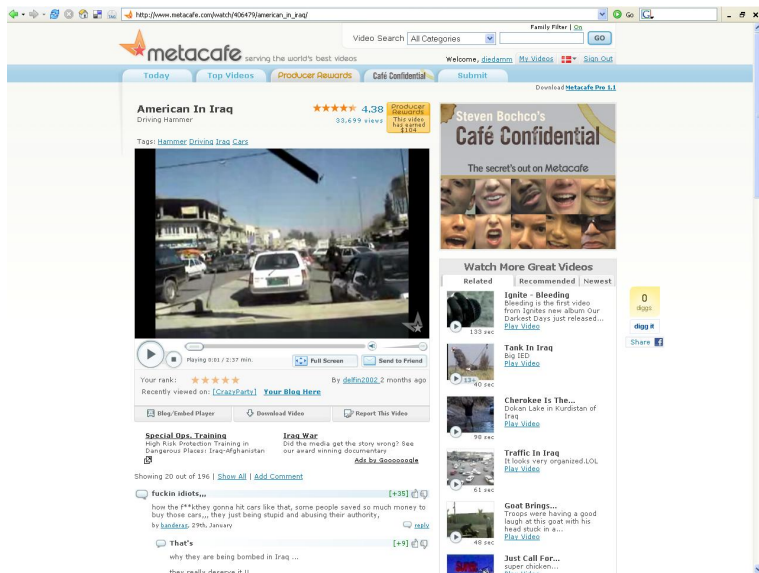 http://www.metacafe.com/watch/406479/american_in_iraq/
Go
G
Family Filter | On
metacafe serving the world's best videos
Video Search All Categories GO
Welcome, diedamm My Videos Sign Out
Today Top Videos Producer Rewards Café Confidential Submit
Download Metacafe Pro 1.1
American In Iraq
Driving Hammer
4.38
33,699 views
Producer Rewards
This video has earned $104
Tags: Hammer Driving Iraq Cars
Playing 0:01 / 2:37 min.
Full Screen
Send to Friend
Your rank:
By delfin2002 2 months ago
Recently viewed on: [CrazyParty] Your Blog Here
Blog/Embed Player Download Video Report This Video
Special Ops. Training
High Risk Protection Training in
Dangerous Places: Iraq-Afghanistan
Iraq War
Did the media get the story wrong? See
our award winning documentary
Ads by Goooooogle
Showing 20 out of 196 | Show All | Add Comment
fuckin idiots,,,
[+35]
how the f**kthey gonna hit cars like that, some people saved so much money to
buy those cars,,, they just being stupid and abusing their authority,
by banderas, 29th, January
reply
That's
[+9]
why they are being bombed in Iraq ...
they really deserve it !!
Steven Bochco's
Café Confidential
The secret's out on Metacafe
Watch More Great Videos
Related Recommended Newest
Ignite - Bleeding
Bleeding is the first video
from Ignites new album Our
Darkest Days just released...
Play Video
133 sec
Tank In Iraq
Big IED
Play Video
13+
40 sec
Cherokee Is The...
Dokan Lake in Kurdistan of
Iraq
Play Video
98 sec
Traffic In Iraq
It looks very organized.LOL
Play Video
61 sec
Goat Brings...
Troops were having a good
laugh at this goat with his
head stuck in a...
Play Video
48 sec
Just Call For...
super chicken...
Play Video
0
diggs
digg it
Share